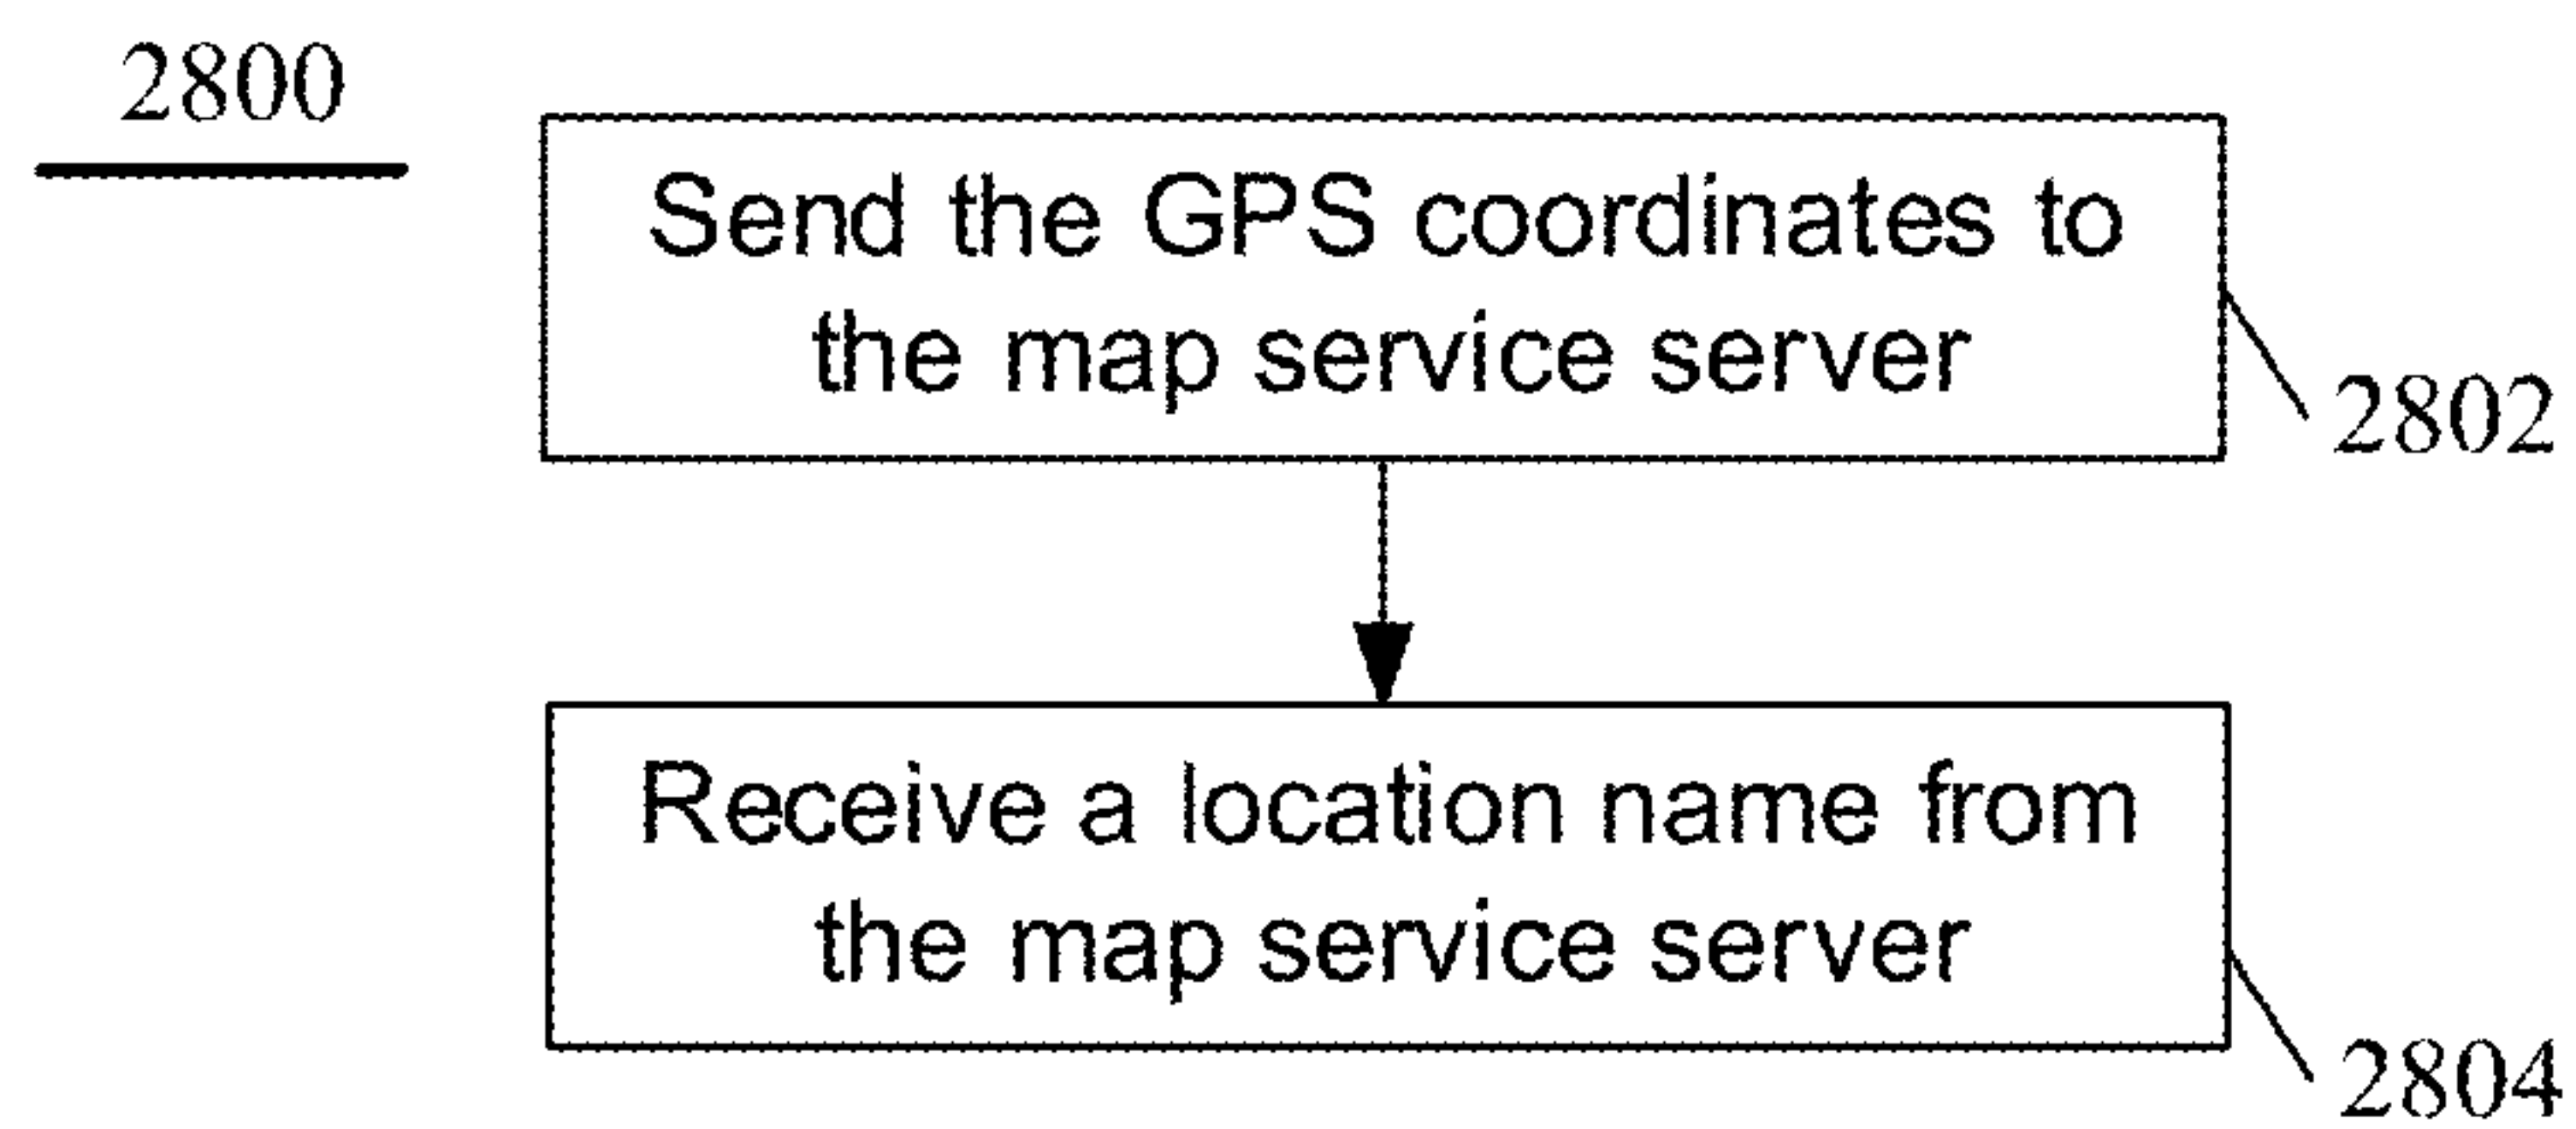 2800
Send the GPS coordinates to
the map service server
2802
Receive a location name from
the map service server
2804